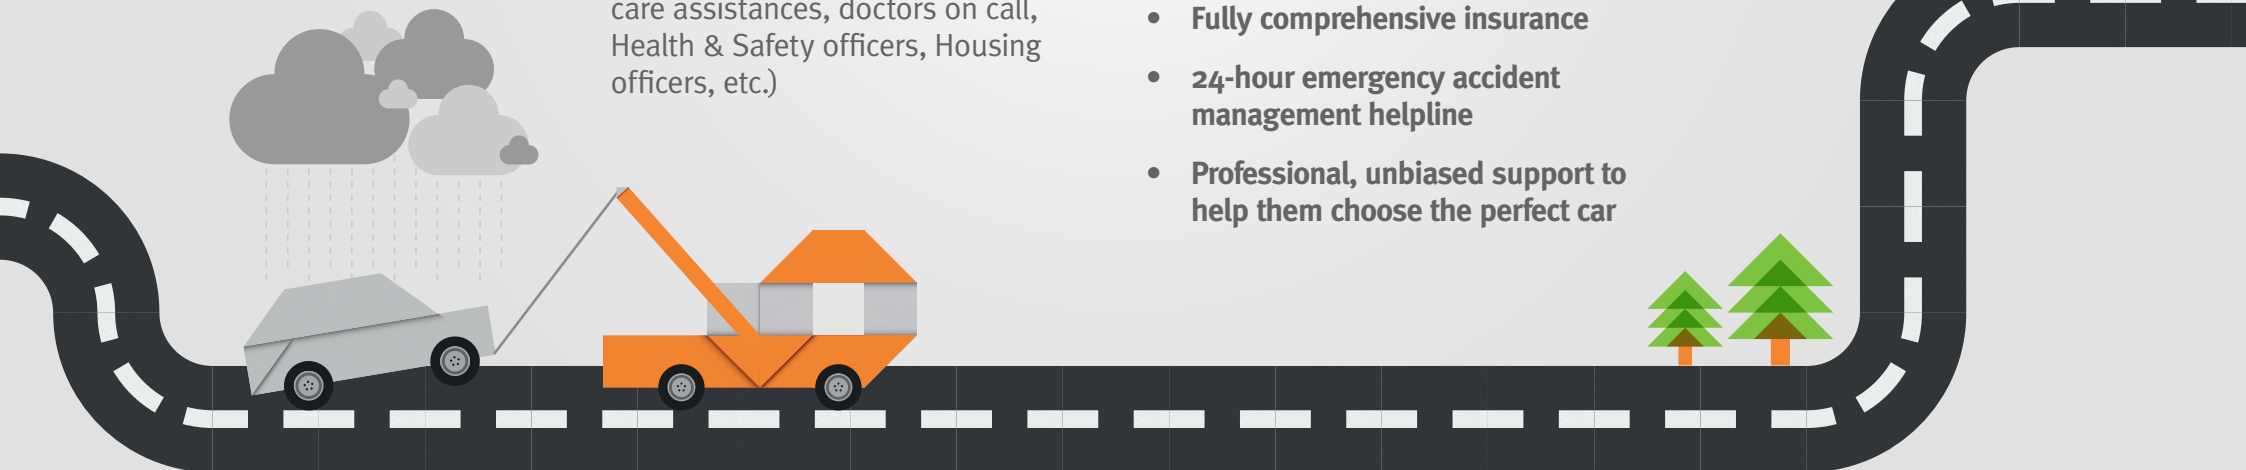 care assistances, doctors on call,
Health & Safety officers, Housing
officers, etc.)
• Fully comprehensive insurance
• 24-hour emergency accident
management helpline
• Professional, unbiased support to
help them choose the perfect car